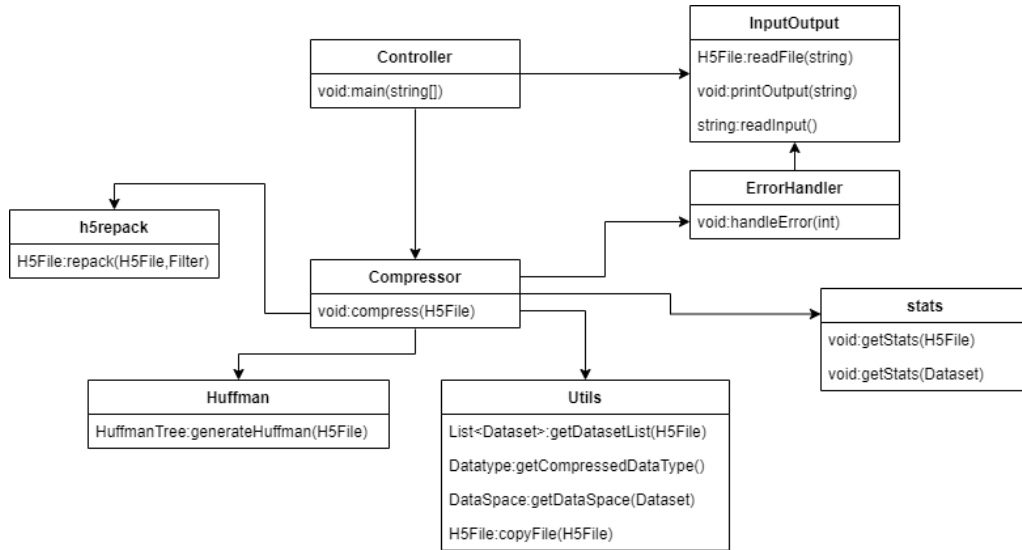 InputOutput
H5File:readFile(string)
void:printOutput(string)
string:readInput()
Controller
void:main(string[])
ErrorHandler
void:handleError(int)
h5repack
H5File:repack(H5File,Filter)
Compressor
void:compress(H5File)
stats
void:getStats(H5File)
void:getStats(Dataset)
Huffman
HuffmanTree:generateHuffman(H5File)
Utils
List<Dataset>:getDatasetList(H5File)
Datatype:getCompressedDataType()
DataSpace:getDataSpace(Dataset)
H5File:copyFile(H5File)